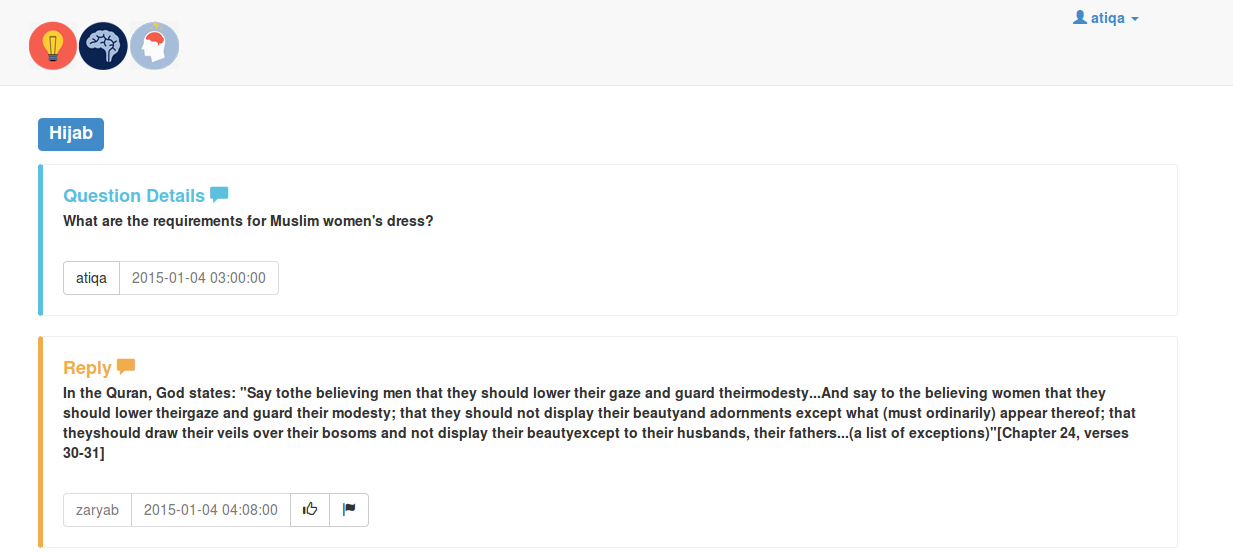 atiqa
Hijab
Question Details
What are the requirements for Muslim women's dress?
atiqa 2015-01-04 03:00:00
Reply
In the Quran, God states: "Say tothe believing men that they should lower their gaze and guard theirmodesty...And say to the believing women that they
should lower theirgaze and guard their modesty; that they should not display their beautyand adornments except what (must ordinarily) appear thereof; that
theyshould draw their veils over their bosoms and not display their beautyexcept to their husbands, their fathers...(a list of exceptions)"[Chapter 24, verses
30-31]
zaryab 2015-01-04 04:08:00